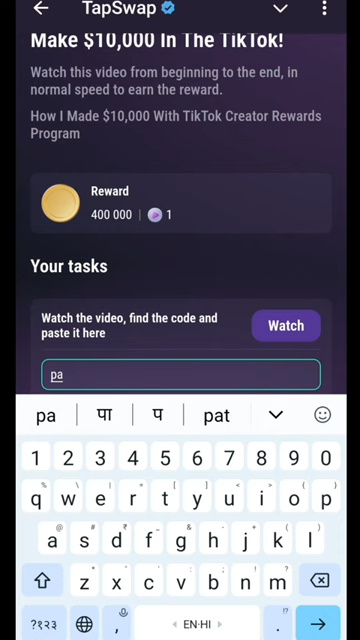 TapSwap
Make $10,000 In The TikTok!
Watch this video from beginning to the end, in
normal speed to earn the reward.
How I Made $10,000 With TikTok Creator Rewards
Program
Reward
400 000 | 1
Your tasks
Watch the video, find the code and
paste it here
Watch
pa
pa पा प pat
1 2 3 4 5 6 7 8 9 0
% ^ ~ | [ ] < > { }
q w e r t y u i o p
@ # ₹ _ & - + ( )
a s d f g h j k l
* " ' : ; ! ?
z x c v b n m
?१२३ , EN·HI . !?